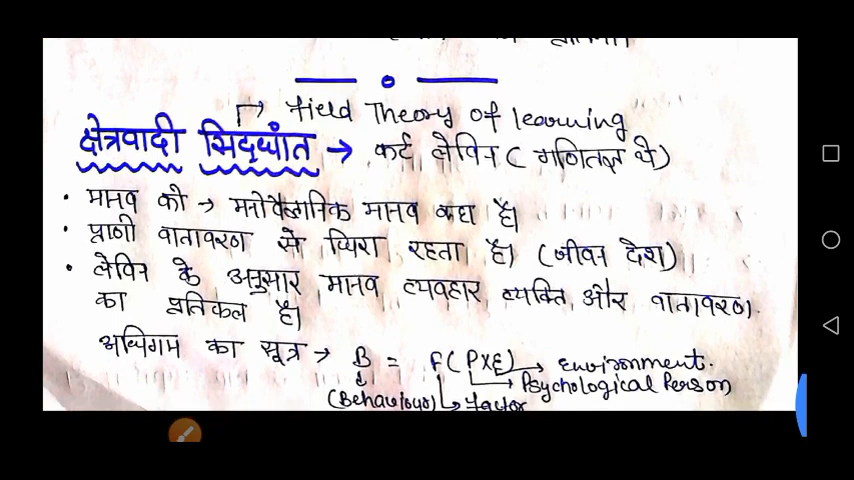 Field Theory of learning
क्षेत्रवादी सिद्धांत → कर्ट लेविन ( गणितज्ञ थे)
• मानव को → मनोवैज्ञानिक मानव कहा है।
• प्राणी वातावरण से घिरा रहता है। (जीवन देश)
• लेविन के अनुसार मानव व्यवहार व्यक्ति और वातावरण
का प्रतिफल है।
अधिगम का सूत्र → B = F( PXE) → Environment.
→ Psychological Person
(Behaviour) → factor